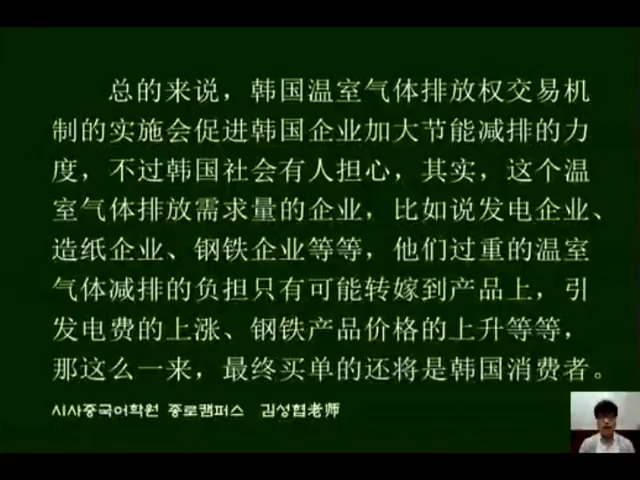 总的来说，韩国温室气体排放权交易机
制的实施会促进韩国企业加大节能减排的力
度，不过韩国社会有人担心，其实，这个温
室气体排放需求量的企业，比如说发电企业、
造纸企业、钢铁企业等等，他们过重的温室
气体减排的负担只有可能转嫁到产品上，引
发电费的上涨、钢铁产品价格的上升等等，
那这么一来，最终买单的还将是韩国消费者。
시사중국어학원 종로캠퍼스 김성협老师